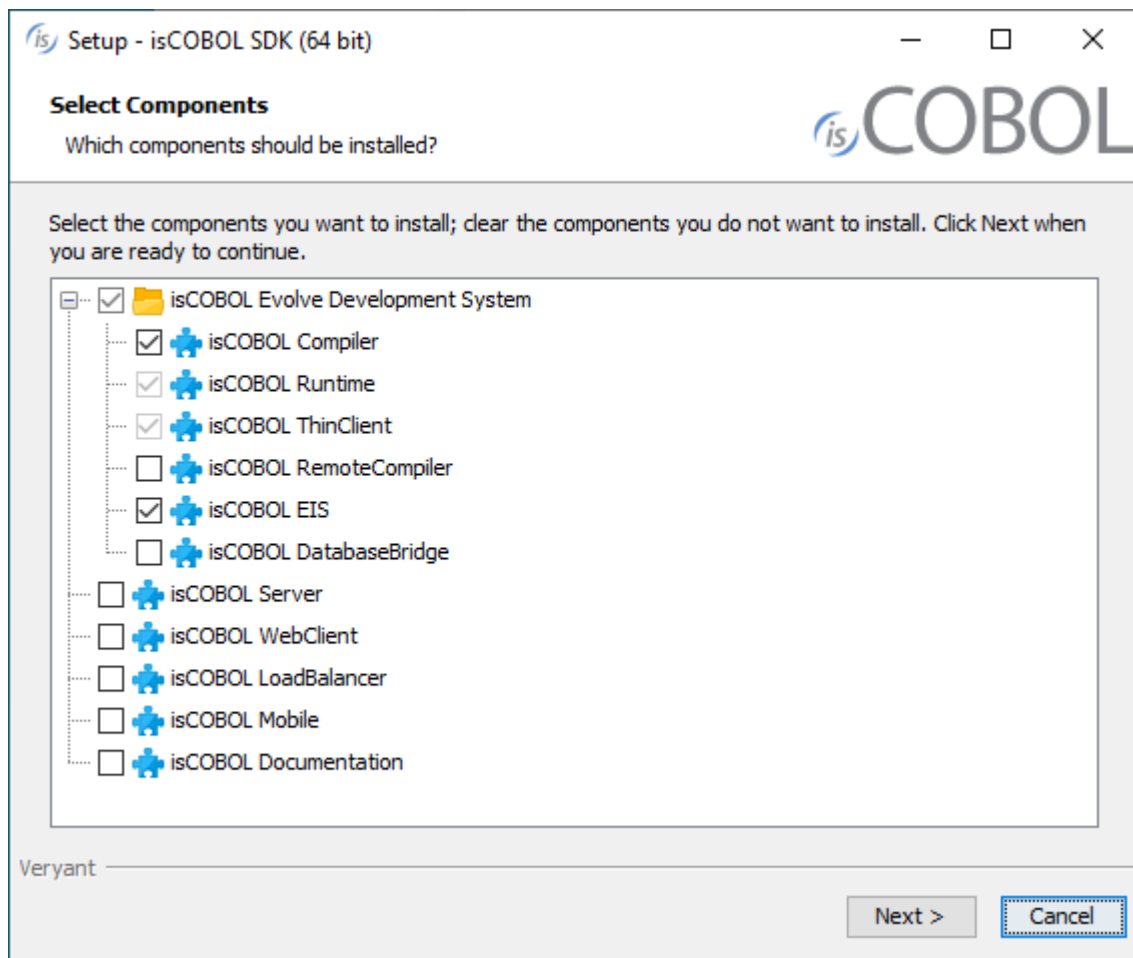 is Setup - isCOBOL SDK (64 bit)
Select Components
Which components should be installed?
is COBOL
Select the components you want to install; clear the components you do not want to install. Click Next when
you are ready to continue.
isCOBOL Evolve Development System
isCOBOL Compiler
isCOBOL Runtime
isCOBOL ThinClient
isCOBOL RemoteCompiler
isCOBOL EIS
isCOBOL DatabaseBridge
isCOBOL Server
isCOBOL WebClient
isCOBOL LoadBalancer
isCOBOL Mobile
isCOBOL Documentation
Veryant
Next >
Cancel